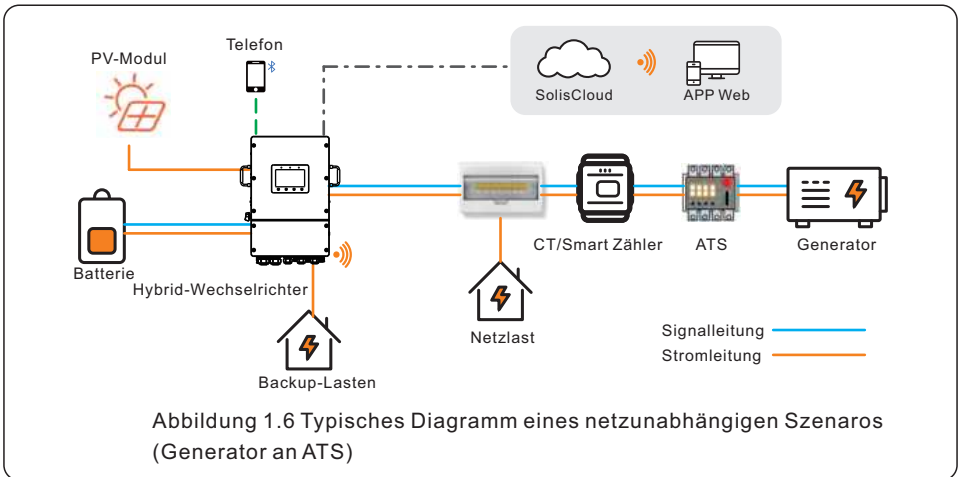 Telefon
PV-Modul
SolisCloud
APP Web
CT/Smart Zähler
ATS
Generator
Batterie
Hybrid-Wechselrichter
Netzlast
Signalleitung
Stromleitung
Backup-Lasten
Abbildung 1.6 Typisches Diagramm eines netzunabhängigen Szenaros
(Generator an ATS)